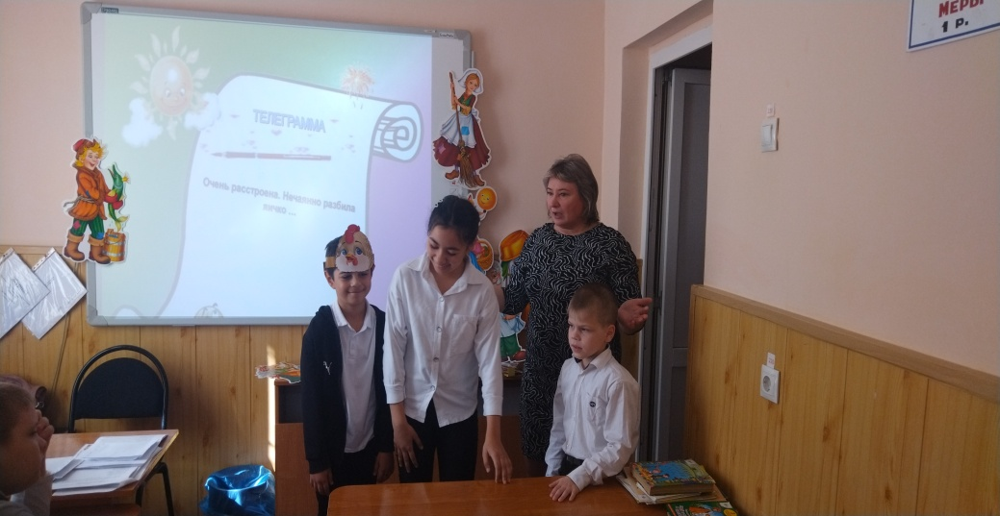 ТЕЛЕГРАММА
Очень расстроена. Нечаянно разбила
яичко ...
МЕРЫ
1 р.